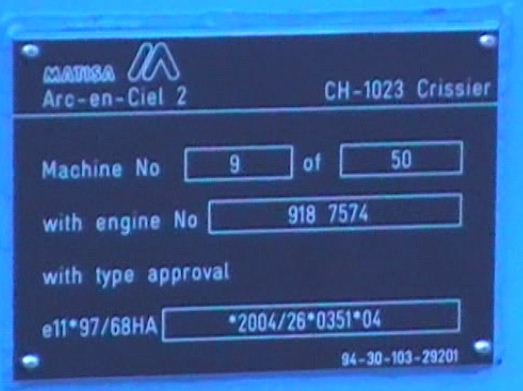 MATISA
Arc-en-Ciel 2 CH-1023 Crissier
Machine No 9 of 50
with engine No 918 7574
with type approval
e11*97/68HA *2004/26*0351*04
94-30-103-29201